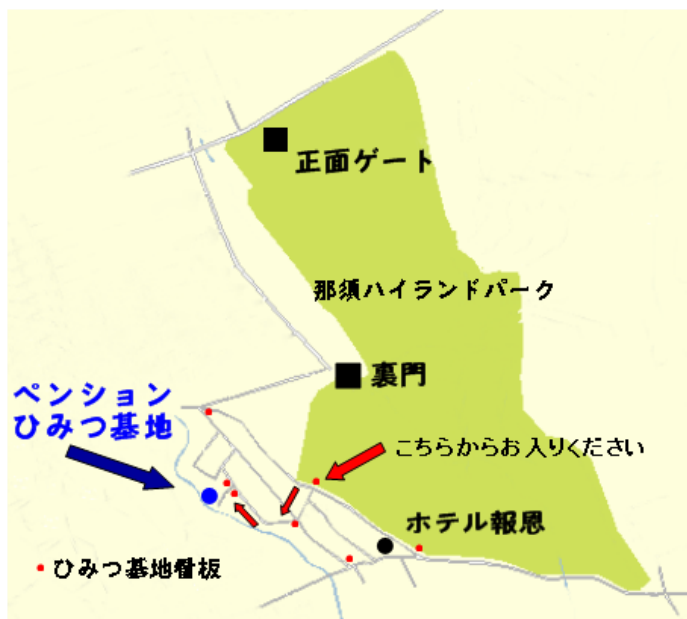 正面ゲート
那須ハイランドパーク
裏門
ペンション
ひみつ基地
こちらからお入りください
ホテル報恩
ひみつ基地看板